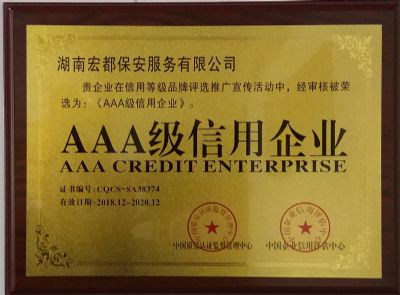 湖南宏都保安服务有限公司
贵企业在信用等级品牌评选推广宣传活动中，经审核被荣
选为：《AAA级信用企业》。
AAA级信用企业
AAA CREDIT ENTERPRISE
证书编号:UQCS-SA38374
有效日期:2018.12-2020.12
中国质量认证监督管理中心
中国企业信用评估中心